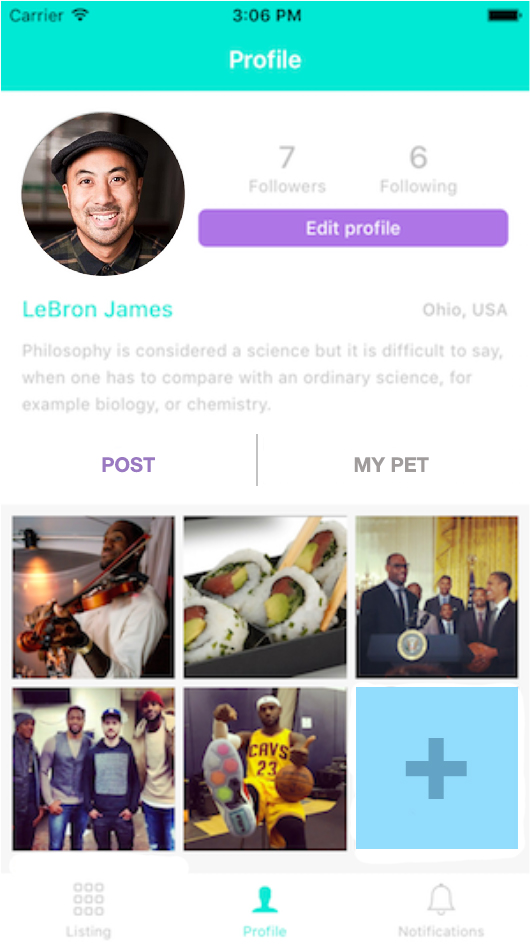 Carrier 3:06 PM
Profile
7 6
Followers Following
Edit profile
LeBron James Ohio, USA
Philosophy is considered a science but it is difficult to say,
when one has to compare with an ordinary science, for
example biology, or chemistry.
POST MY PET
CAVS
23
Listing Profile Notifications